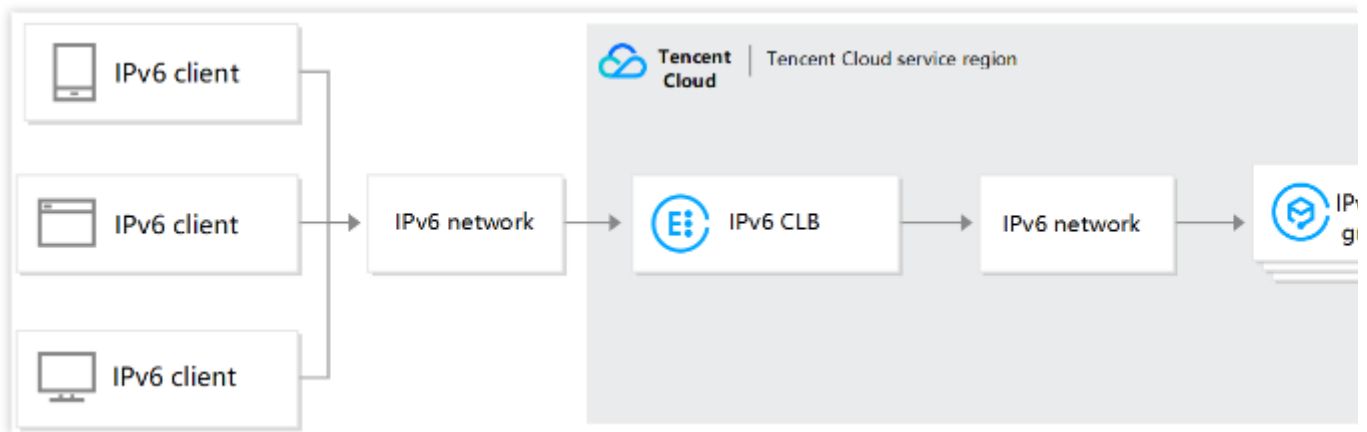 IPv6 client
Tencent
Cloud
Tencent Cloud service region
IPv6 client
IPv6 network
IPv6 CLB
IPv6 network
IPv6 client